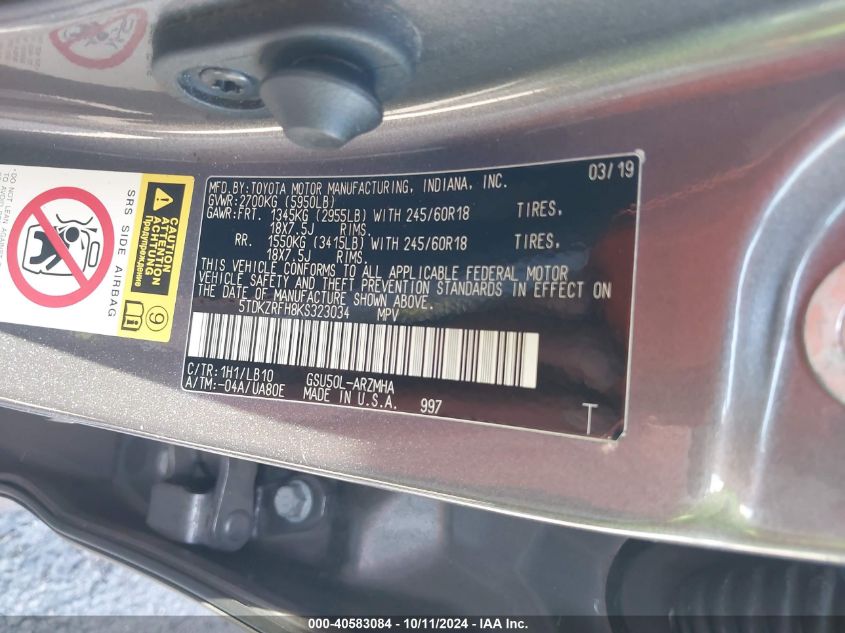 MFD.BY:TOYOTA MOTOR MANUFACTURING, INDIANA, INC. 03/19
GVWR:2700KG (5950LB)
GAWR:FRT. 1345KG (2955LB) WITH 245/60R18 TIRES,
18X7.5J RIMS.
RR. 1550KG (3415LB) WITH 245/60R18 TIRES,
18X7.5J RIMS.
THIS VEHICLE CONFORMS TO ALL APPLICABLE FEDERAL MOTOR
VEHICLE SAFETY AND THEFT PREVENTION STANDARDS IN EFFECT ON
THE DATE OF MANUFACTURE SHOWN ABOVE.
5TDKZRFH8KS323034 MPV
C/TR:1H1/LB10 GSU50L-ARZMHA
A/TM:-04A/UA80E MADE IN U.S.A. 997
T
SRS SIDE AIRBAG
CAUTION
ATTENTION
ACHTUNG
Предупреждение
9
000-40583084 - 10/11/2024 - IAA Inc.